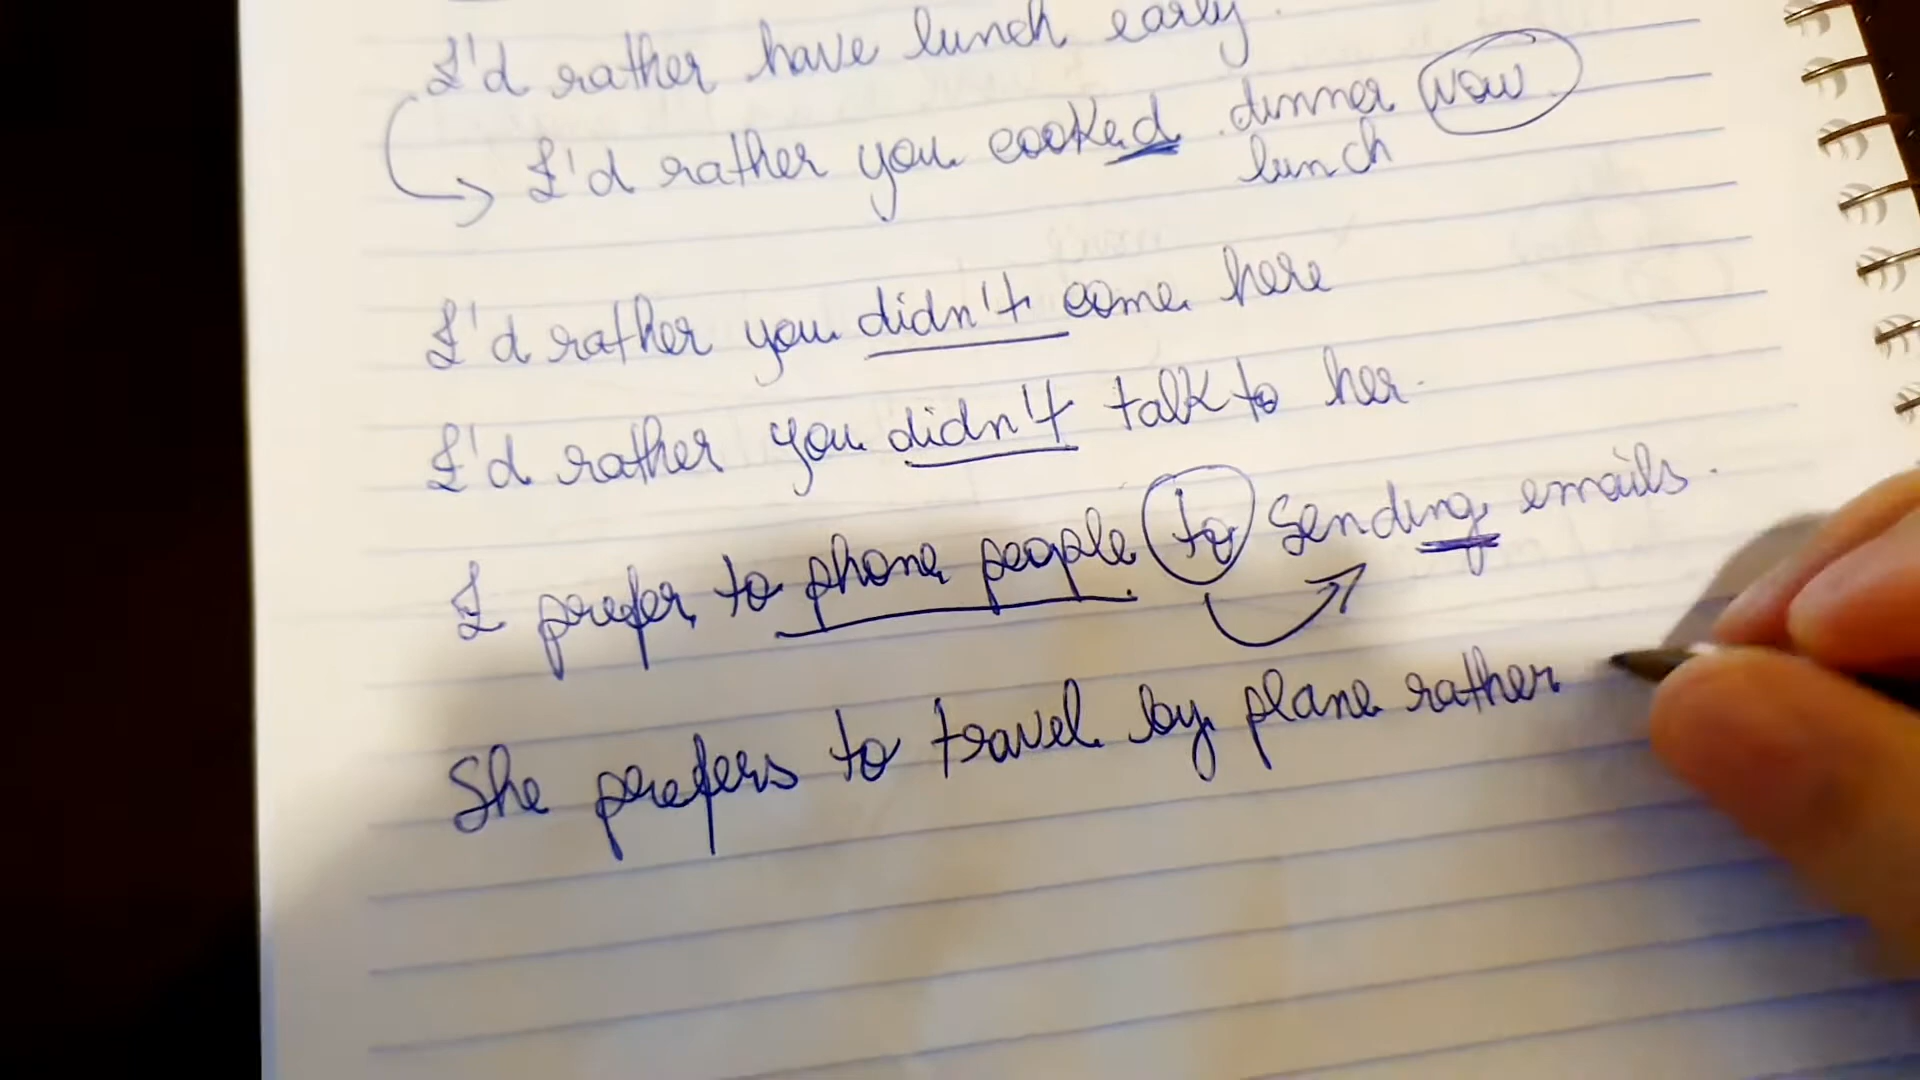 I'd rather have lunch early.
I'd rather you cooked dinner now.
lunch
I'd rather you didn't come here
I'd rather you didn't talk to her.
I prefer to phone people to sending emails.
She prefers to travel by plane rather